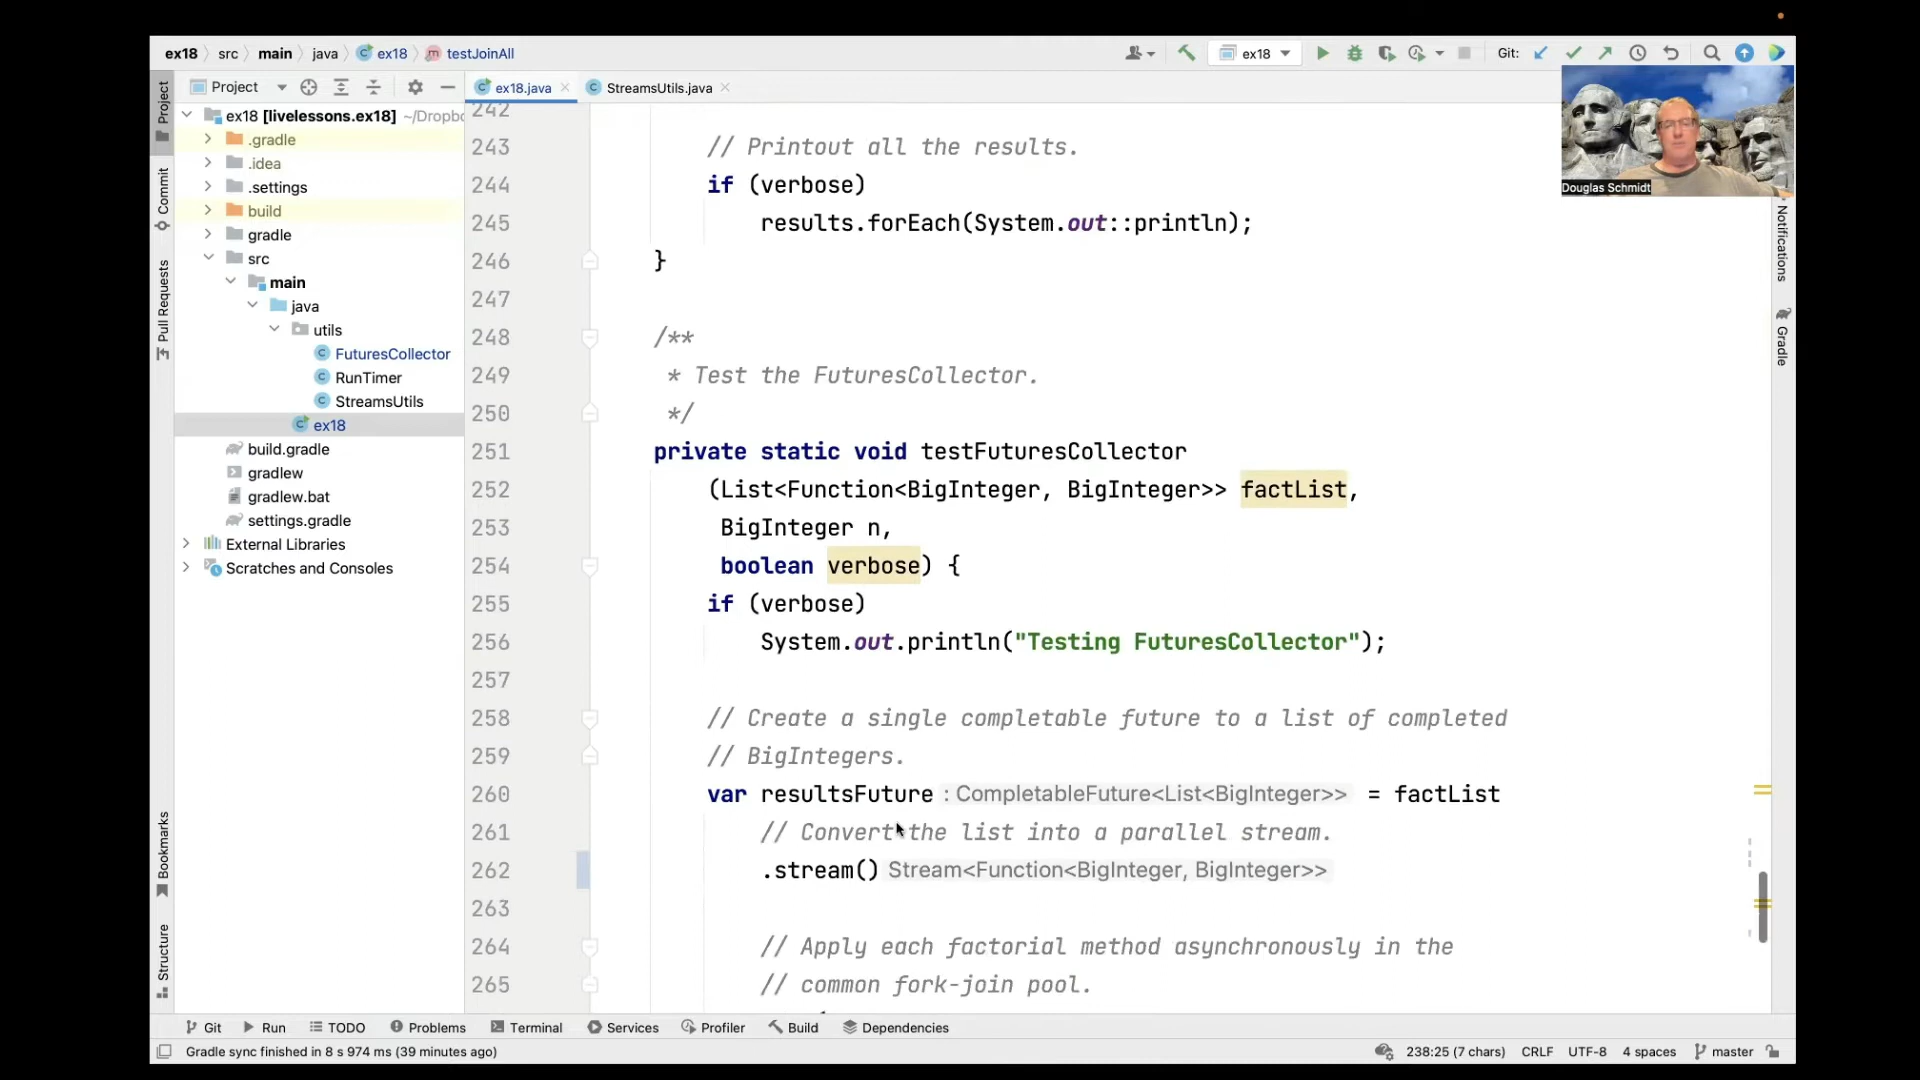 ex18 src main java ex18 testJoinAll
ex18 Git:
Project ex18.java StreamsUtils.java
Project
Commit
Pull Requests
Bookmarks
Structure
ex18 [livelessons.ex18] ~/Dropbo
.gradle
.idea
.settings
build
gradle
src
main
java
utils
FuturesCollector
RunTimer
StreamsUtils
ex18
build.gradle
gradlew
gradlew.bat
settings.gradle
External Libraries
Scratches and Consoles
242
243 // Printout all the results.
244 if (verbose)
245 results.forEach(System.out::println);
246 }
247
248 /**
249 * Test the FuturesCollector.
250 */
251 private static void testFuturesCollector
252 (List<Function<BigInteger, BigInteger>> factList,
253 BigInteger n,
254 boolean verbose) {
255 if (verbose)
256 System.out.println("Testing FuturesCollector");
257
258 // Create a single completable future to a list of completed
259 // BigIntegers.
260 var resultsFuture : CompletableFuture<List<BigInteger>> = factList
261 // Convert the list into a parallel stream.
262 .stream() Stream<Function<BigInteger, BigInteger>>
263
264 // Apply each factorial method asynchronously in the
265 // common fork-join pool.
Douglas Schmidt
Notifications
Gradle
Git Run TODO Problems Terminal Services Profiler Build Dependencies
Gradle sync finished in 8 s 974 ms (39 minutes ago) 238:25 (7 chars) CRLF UTF-8 4 spaces master